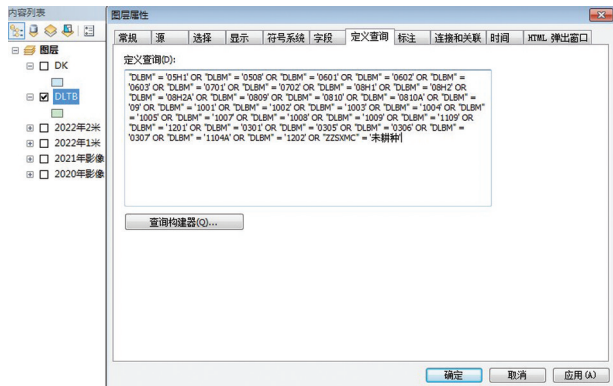 内容列表
图层
DK
DLTB
2022年2米
2022年1米
2021年影像
2020年影像
图层属性
常规 源 选择 显示 符号系统 字段 定义查询 标注 连接和关联 时间 HTML 弹出窗口
定义查询(D):
"DLBM" = '05H1' OR "DLBM" = '0508' OR "DLBM" = '0601' OR "DLBM" = '0602' OR "DLBM" =
'0603' OR "DLBM" = '0701' OR "DLBM" = '0702' OR "DLBM" = '08H1' OR "DLBM" = '08H2' OR
"DLBM" = '08H2A' OR "DLBM" = '0809' OR "DLBM" = '0810' OR "DLBM" = '0810A' OR "DLBM" =
'09' OR "DLBM" = '1001' OR "DLBM" = '1002' OR "DLBM" = '1003' OR "DLBM" = '1004' OR "DLBM"
= '1005' OR "DLBM" = '1007' OR "DLBM" = '1008' OR "DLBM" = '1009' OR "DLBM" = '1109' OR
"DLBM" = '1201' OR "DLBM" = '0301' OR "DLBM" = '0305' OR "DLBM" = '0306' OR "DLBM" =
'0307' OR "DLBM" = '1104A' OR "DLBM" = '1202' OR "ZZSXMC" = '未耕种'
查询构建器(Q)...
确定 取消 应用(A)